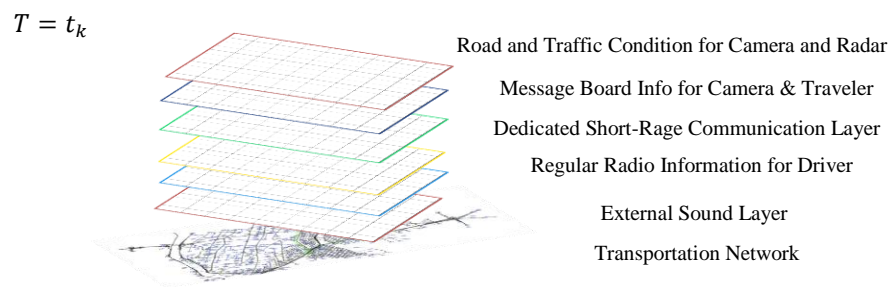 T = tₖ
Road and Traffic Condition for Camera and Radar
Message Board Info for Camera & Traveler
Dedicated Short-Rage Communication Layer
Regular Radio Information for Driver
External Sound Layer
Transportation Network